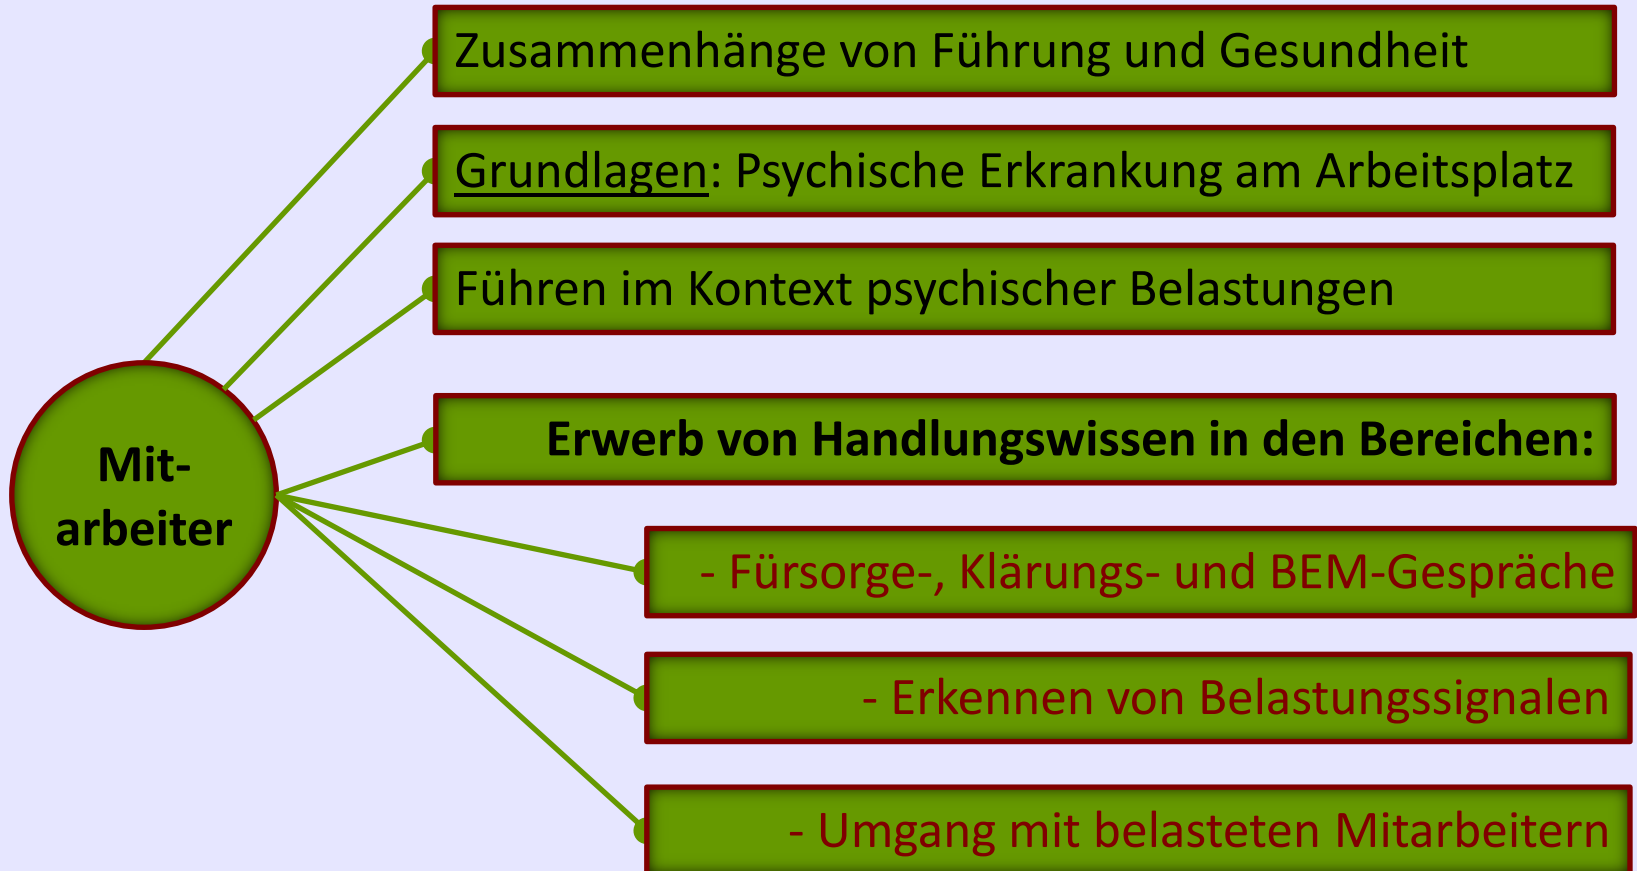 Zusammenhänge von Führung und Gesundheit
Grundlagen: Psychische Erkrankung am Arbeitsplatz
Führen im Kontext psychischer Belastungen
Mit-
arbeiter
Erwerb von Handlungswissen in den Bereichen:
- Fürsorge-, Klärungs- und BEM-Gespräche
- Erkennen von Belastungssignalen
- Umgang mit belasteten Mitarbeitern